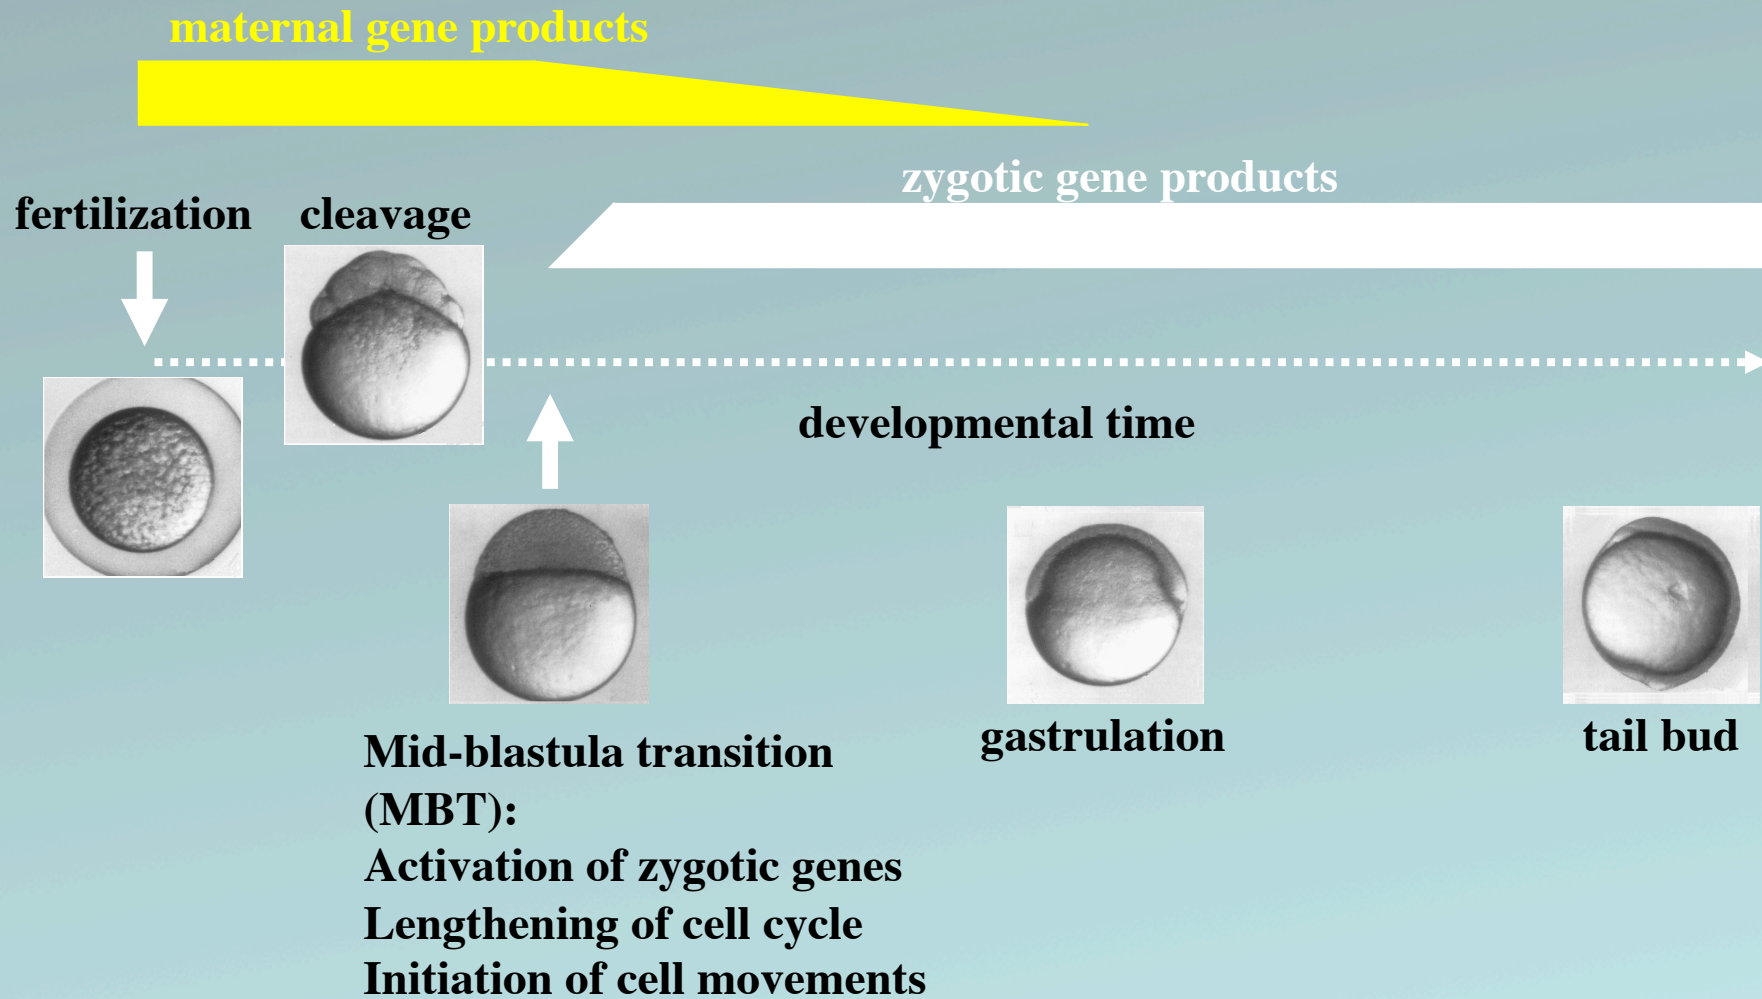 maternal gene products
zygotic gene products
fertilization
cleavage
developmental time
Mid-blastula transition
(MBT):
Activation of zygotic genes
Lengthening of cell cycle
Initiation of cell movements
gastrulation
tail bud